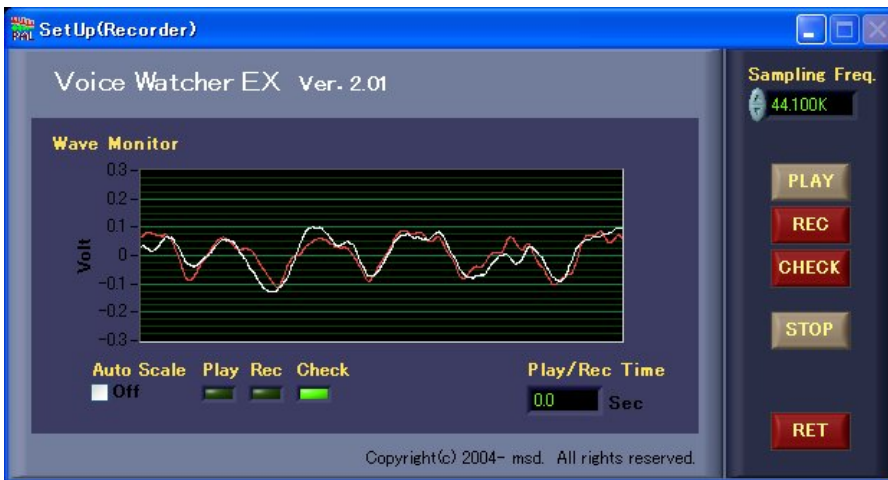 SetUp(Recorder)
Voice Watcher EX Ver. 2.01
Sampling Freq.
44.100K
Wave Monitor
0.3
0.2
0.1
0
-0.1
-0.2
-0.3
Volt
PLAY
REC
CHECK
STOP
RET
Auto Scale Play Rec Check
Off
Play/Rec Time
0.0 Sec
Copyright(c) 2004- msd. All rights reserved.